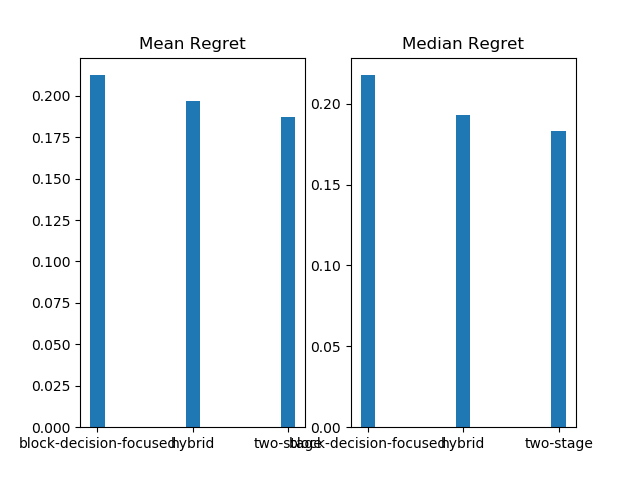 Mean Regret
0.200
0.175
0.150
0.125
0.100
0.075
0.050
0.025
0.000
block-decision-focused
hybrid
two-stage
Median Regret
0.20
0.15
0.10
0.05
0.00
block-decision-focused
hybrid
two-stage